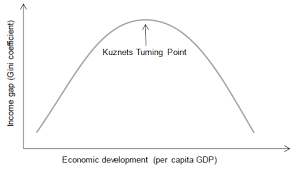 Income gap (Gini coefficient)
Kuznets Turning Point
Economic development (per capita GDP)